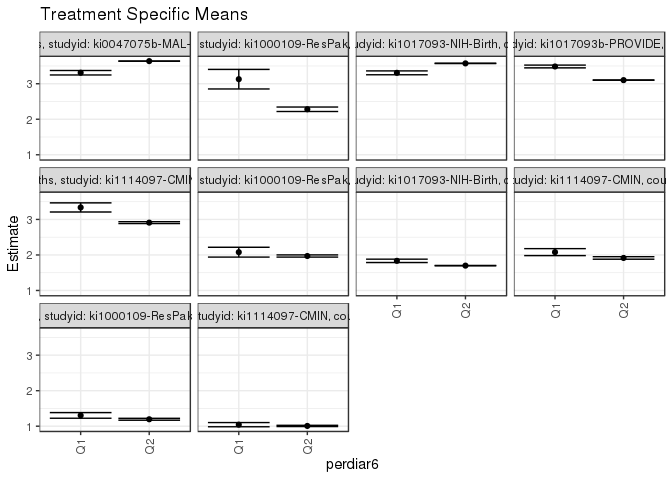 Treatment Specific Means
s, studyid: ki0047075b-MAL-
studyid: ki1000109-ResPak,
udyid: ki1017093-NIH-Birth, c
dyid: ki1017093b-PROVIDE,
3
2
1
ths, studyid: ki1114097-CMIN
studyid: ki1000109-ResPak,
udyid: ki1017093-NIH-Birth, c
tudyid: ki1114097-CMIN, cou
3
2
1
Q1 Q2
Q1 Q2
, studyid: ki1000109-ResPak
tudyid: ki1114097-CMIN, cou
3
2
1
Q1 Q2
Q1 Q2
Estimate
perdiar6